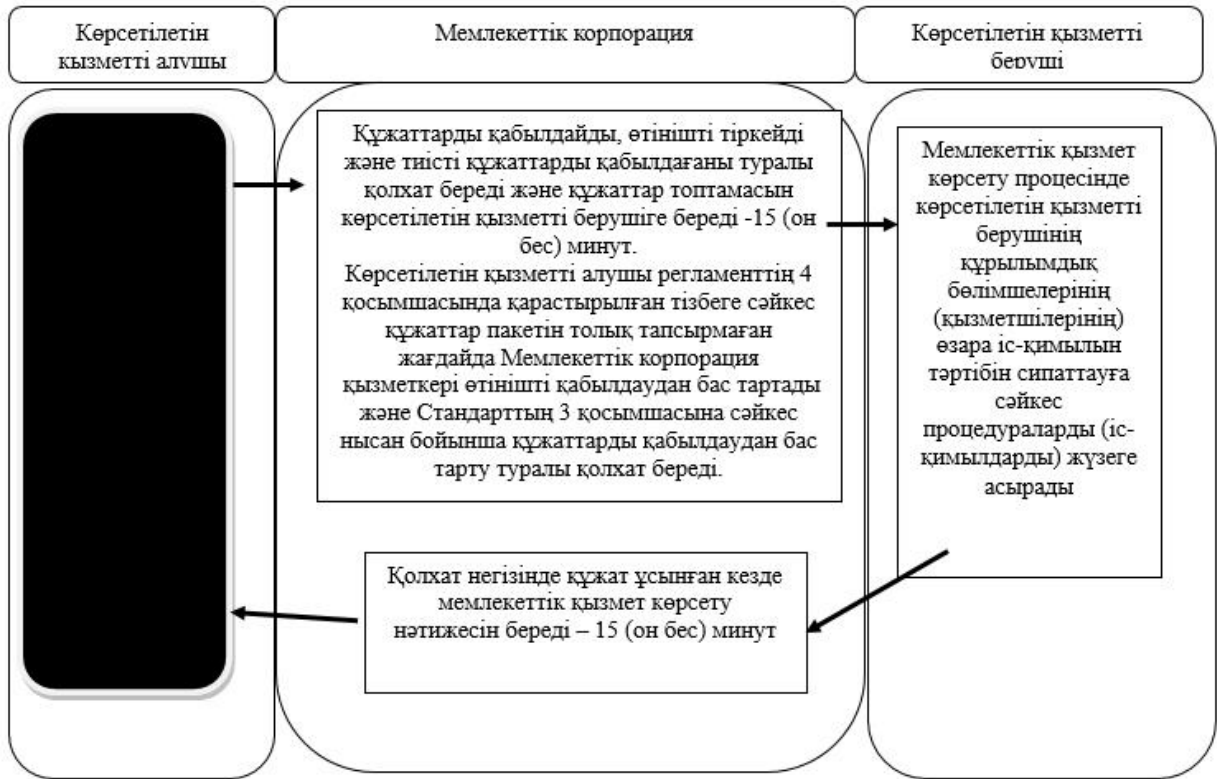 Көрсетілетін
қызметті алушы
Мемлекеттік корпорация
Көрсетілетін қызметті
беруші
Құжаттарды қабылдайды, өтінішті тіркейді
және тиісті құжаттарды қабылдағаны туралы
қолхат береді және құжаттар топтамасын
көрсетілетін қызметті берушіге береді -15 (он
бес) минут.
Көрсетілетін қызметті алушы регламенттің 4
қосымшасында қарастырылған тізбеге сәйкес
құжаттар пакетін толық тапсырмаған
жағдайда Мемлекеттік корпорация
қызметкері өтінішті қабылдаудан бас тартады
және Стандарттың 3 қосымшасына сәйкес
нысан бойынша құжаттарды қабылдаудан бас
тарту туралы қолхат береді.
Мемлекеттік қызмет
көрсету процесінде
көрсетілетін қызметті
берушінің
құрылымдық
бөлімшелерінің
(қызметшілерінің)
өзара іс-қимылын
тәртібін сипаттауға
сәйкес
процедураларды (іс-
қимылдарды) жүзеге
асырады
Қолхат негізінде құжат ұсынған кезде
мемлекеттік қызмет көрсету
нәтижесін береді – 15 (он бес) минут